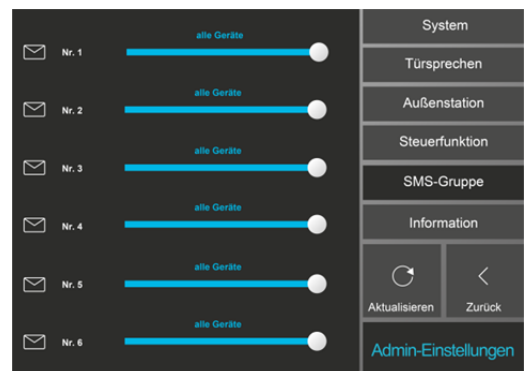 alle Geräte
Nr. 1
alle Geräte
Nr. 2
alle Geräte
Nr. 3
alle Geräte
Nr. 4
alle Geräte
Nr. 5
alle Geräte
Nr. 6
System
Türsprechen
Außenstation
Steuerfunktion
SMS-Gruppe
Information
Aktualisieren
Zurück
Admin-Einstellungen